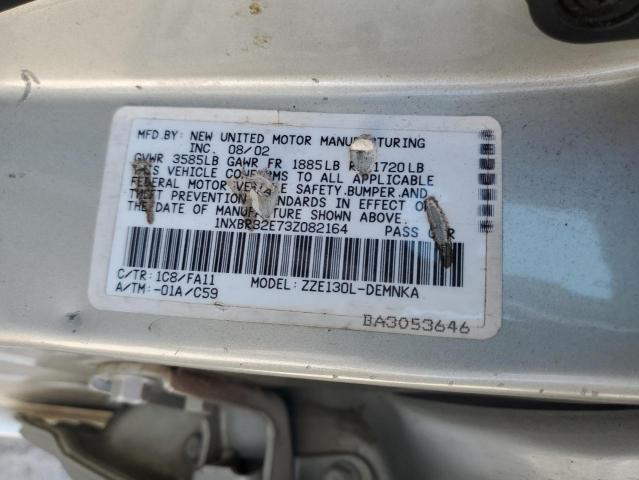 MFD.BY: NEW UNITED MOTOR MANUFACTURING
INC. 08/02
GVWR 3585LB GAWR FR 1885LB 1720LB
VEHICLE CONFORMS TO ALL APPLICABLE
FEDERAL MOTOR SAFETY,BUMPER,AND
THEFT PREVENTION STANDARDS IN EFFECT ON
THE DATE OF MANUFACTURE SHOWN ABOVE.
1NXBR32E73Z082164 PASS
C/TR: 1C8/FA11 MODEL: ZZE130L-DEMNKA
A/TM: -01A/C59
BA3053646